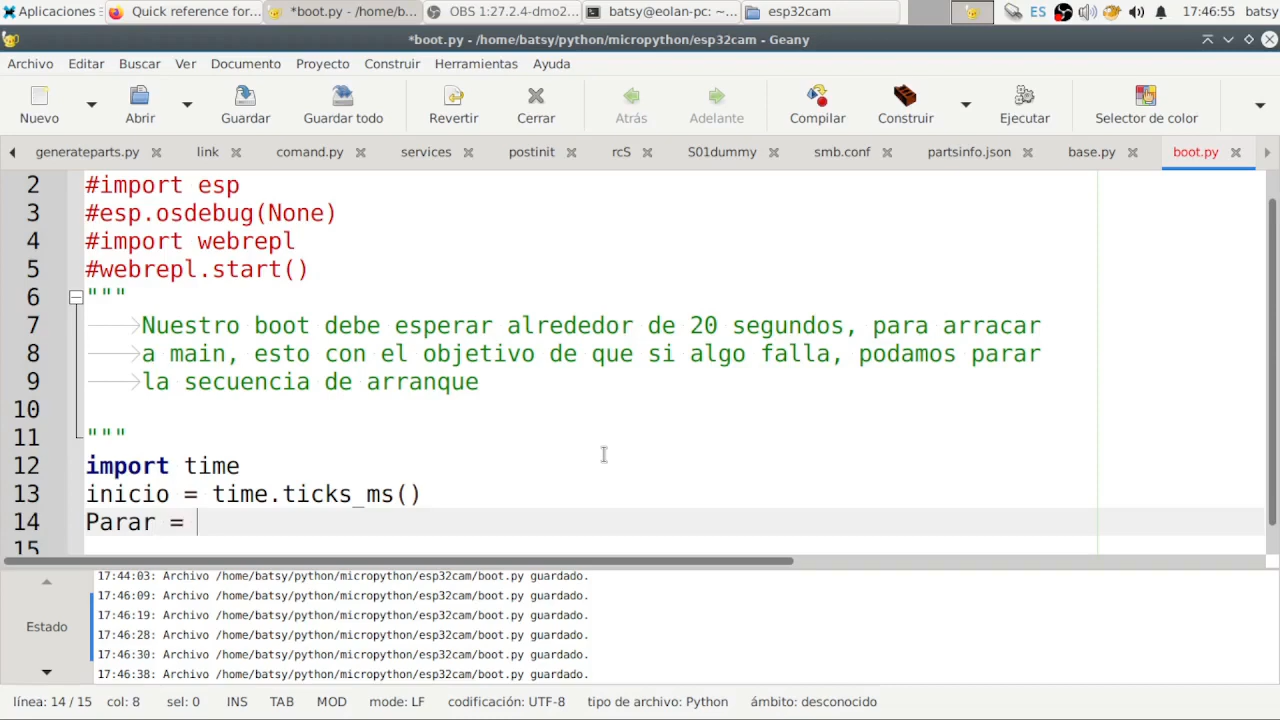 Aplicaciones
Quick reference for...
*boot.py - /home/b...
OBS 1:27.2.4-dmo2...
batsy@eolan-pc: ~...
esp32cam
ES
17:46:55
batsy
*boot.py - /home/batsy/python/micropython/esp32cam - Geany
Archivo Editar Buscar Ver Documento Proyecto Construir Herramientas Ayuda
Nuevo Abrir Guardar Guardar todo Revertir Cerrar Atrás Adelante Compilar Construir Ejecutar Selector de color
generateparts.py link comand.py services postinit rcS S01dummy smb.conf partsinfo.json base.py boot.py
2 #import esp
3 #esp.osdebug(None)
4 #import webrepl
5 #webrepl.start()
6 """
7 Nuestro boot debe esperar alrededor de 20 segundos, para arracar
8 a main, esto con el objetivo de que si algo falla, podamos parar
9 la secuencia de arranque
10
11 """
12 import time
13 inicio = time.ticks_ms()
14 Parar =
15
Estado
17:44:03: Archivo /home/batsy/python/micropython/esp32cam/boot.py guardado.
17:46:09: Archivo /home/batsy/python/micropython/esp32cam/boot.py guardado.
17:46:19: Archivo /home/batsy/python/micropython/esp32cam/boot.py guardado.
17:46:28: Archivo /home/batsy/python/micropython/esp32cam/boot.py guardado.
17:46:30: Archivo /home/batsy/python/micropython/esp32cam/boot.py guardado.
17:46:38: Archivo /home/batsy/python/micropython/esp32cam/boot.py guardado.
línea: 14 / 15 col: 8 sel: 0 INS TAB MOD mode: LF codificación: UTF-8 tipo de archivo: Python ámbito: desconocido